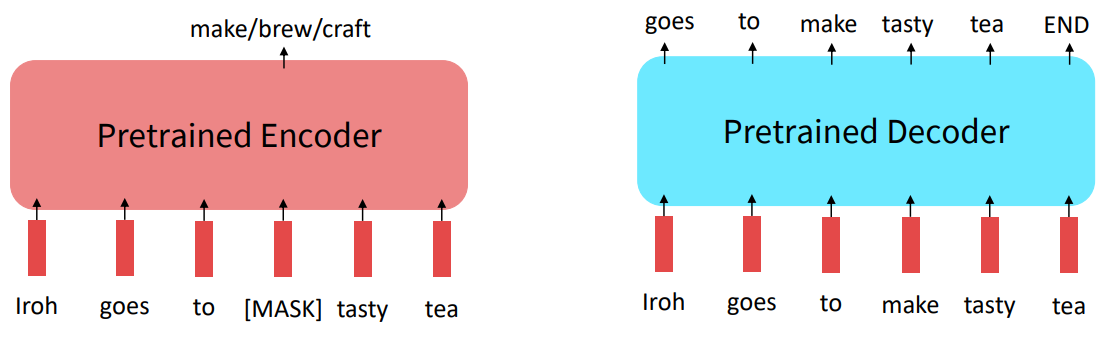 make/brew/craft
Pretrained Encoder
Iroh goes to [MASK] tasty tea
goes to make tasty tea END
Pretrained Decoder
Iroh goes to make tasty tea